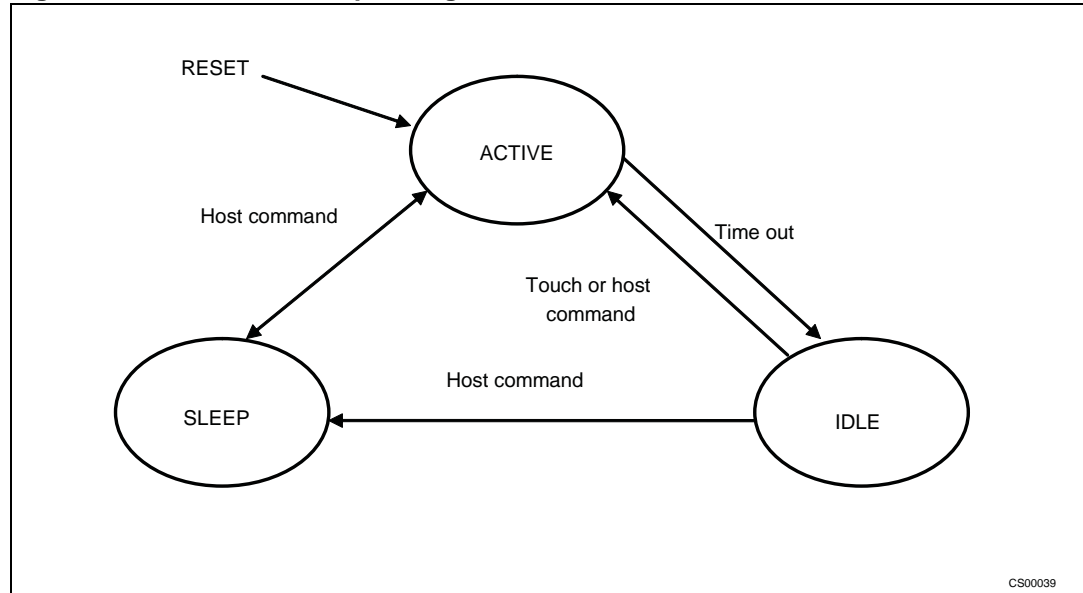 RESET
ACTIVE
Host command
Time out
Touch or host
command
Host command
SLEEP
IDLE
CS00039